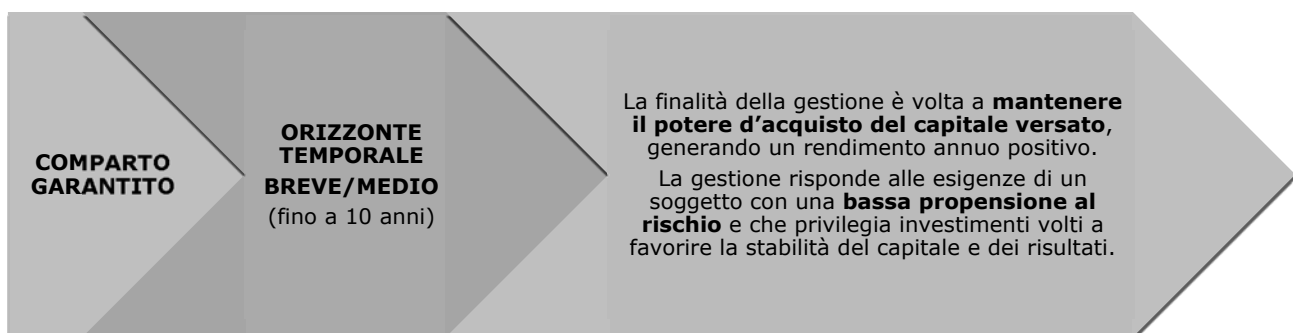 COMPARTO
GARANTITO
ORIZZONTE
TEMPORALE
BREVE/MEDIO
(fino a 10 anni)
La finalità della gestione è volta a mantenere
il potere d’acquisto del capitale versato,
generando un rendimento annuo positivo.
La gestione risponde alle esigenze di un
soggetto con una bassa propensione al
rischio e che privilegia investimenti volti a
favorire la stabilità del capitale e dei risultati.